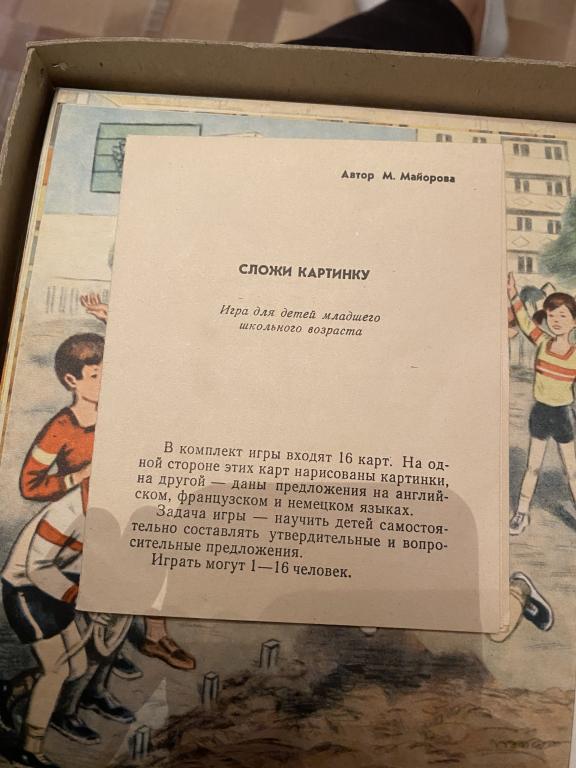 Автор М. Майорова
СЛОЖИ КАРТИНКУ
Игра для детей младшего
школьного возраста
В комплект игры входят 16 карт. На од-
ной стороне этих карт нарисованы картинки,
на другой — даны предложения на англий-
ском, французском и немецком языках.
Задача игры — научить детей самостоя-
тельно составлять утвердительные и вопро-
сительные предложения.
Играть могут 1—16 человек.